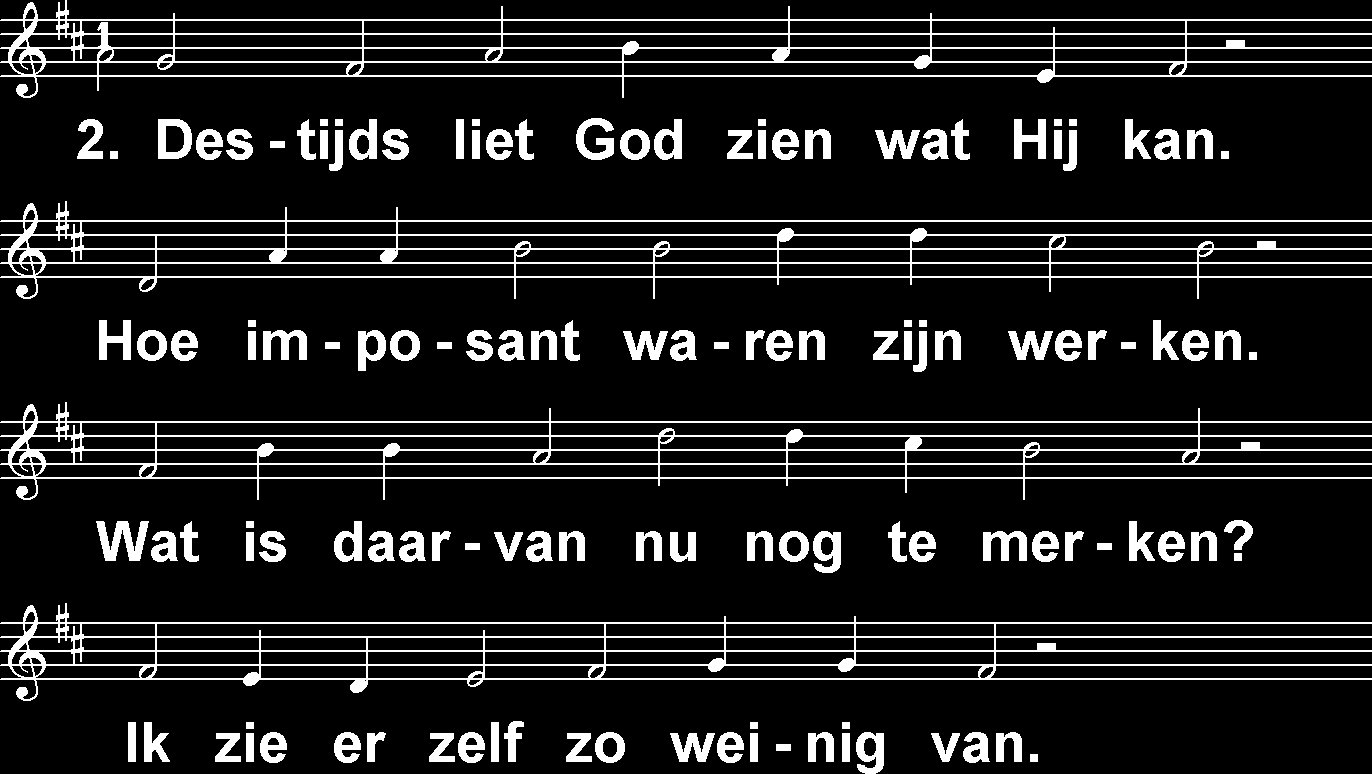 1
2. Des - tijds liet God zien wat Hij kan.
Hoe im - po - sant wa - ren zijn wer - ken.
Wat is daar - van nu nog te mer - ken?
Ik zie er zelf zo wei - nig van.